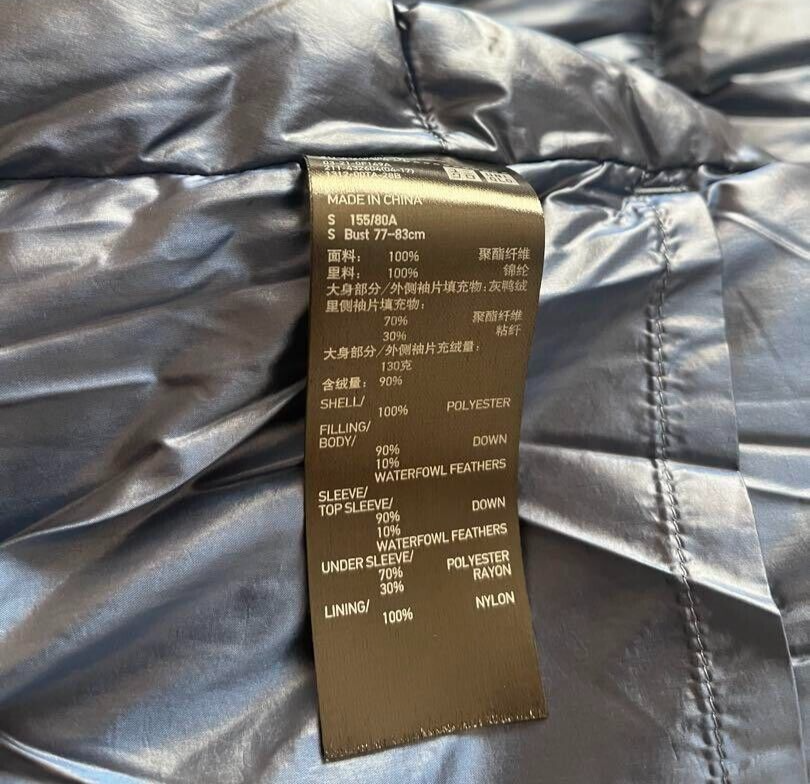 MADE IN CHINA
S 155/80A
S Bust 77-83cm
面料: 100% 聚酯纤维
里料: 100% 锦纶
大身部分/外侧袖片填充物:灰鸭绒
里侧袖片填充物:
70% 聚酯纤维
30% 粘纤
大身部分/外侧袖片充绒量:
130克
含绒量: 90%
SHELL/
100% POLYESTER
FILLING/
BODY/
90% DOWN
10%
WATERFOWL FEATHERS
SLEEVE/
TOP SLEEVE/
90% DOWN
10%
WATERFOWL FEATHERS
UNDER SLEEVE/
70% POLYESTER
30% RAYON
LINING/
100% NYLON